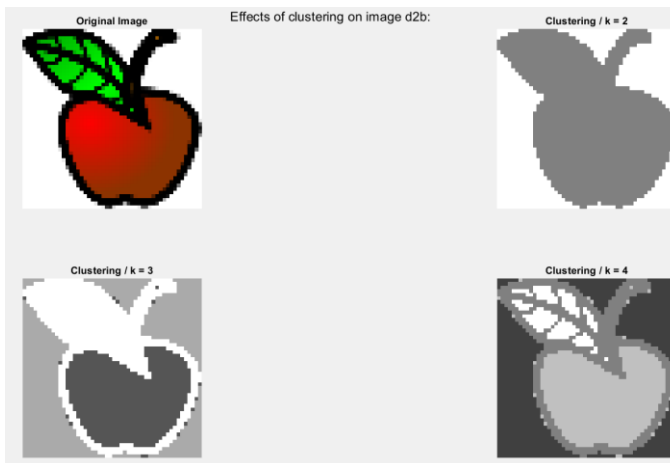 Effects of clustering on image d2b:
Original Image
Clustering / k = 2
Clustering / k = 3
Clustering / k = 4